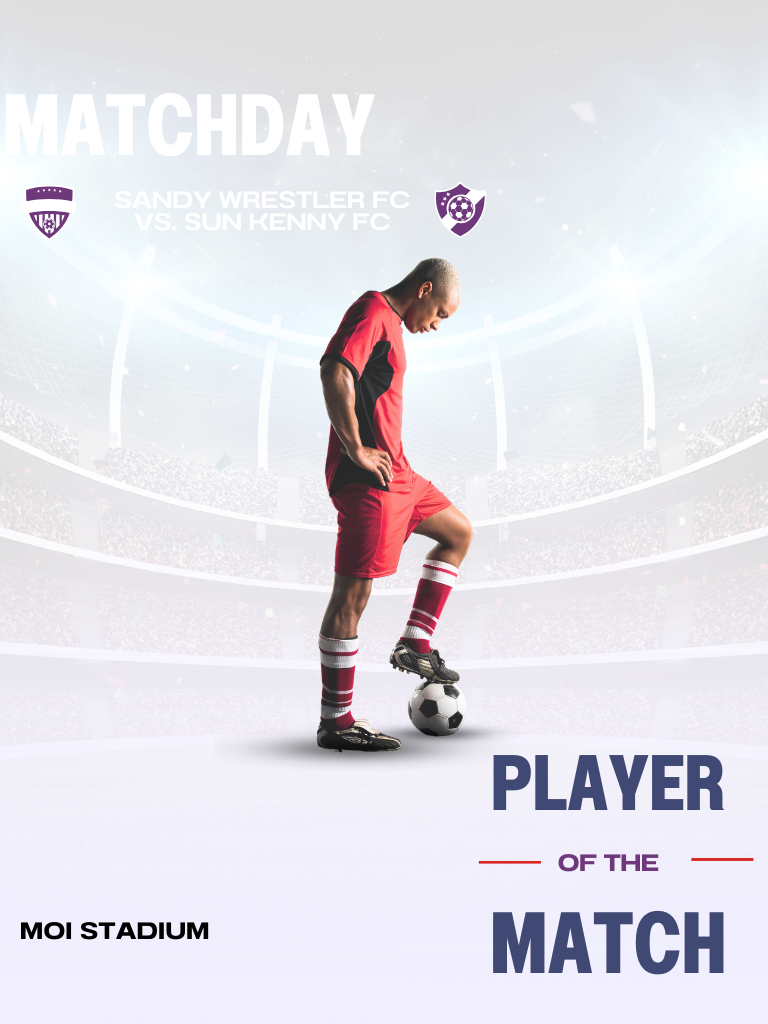 MATCHDAY
SANDY WRESTLER FC
VS. SUN KENNY FC
PLAYER
OF THE
MATCH
MOI STADIUM